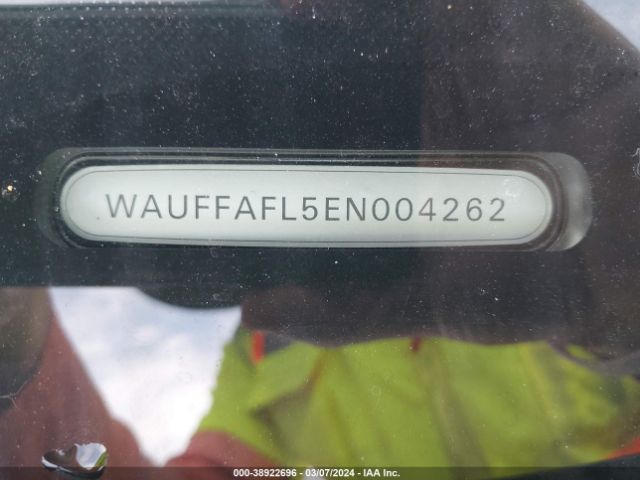 WAUFFAFL5EN004262
000-38922696 - 03/07/2024 - IAA Inc.